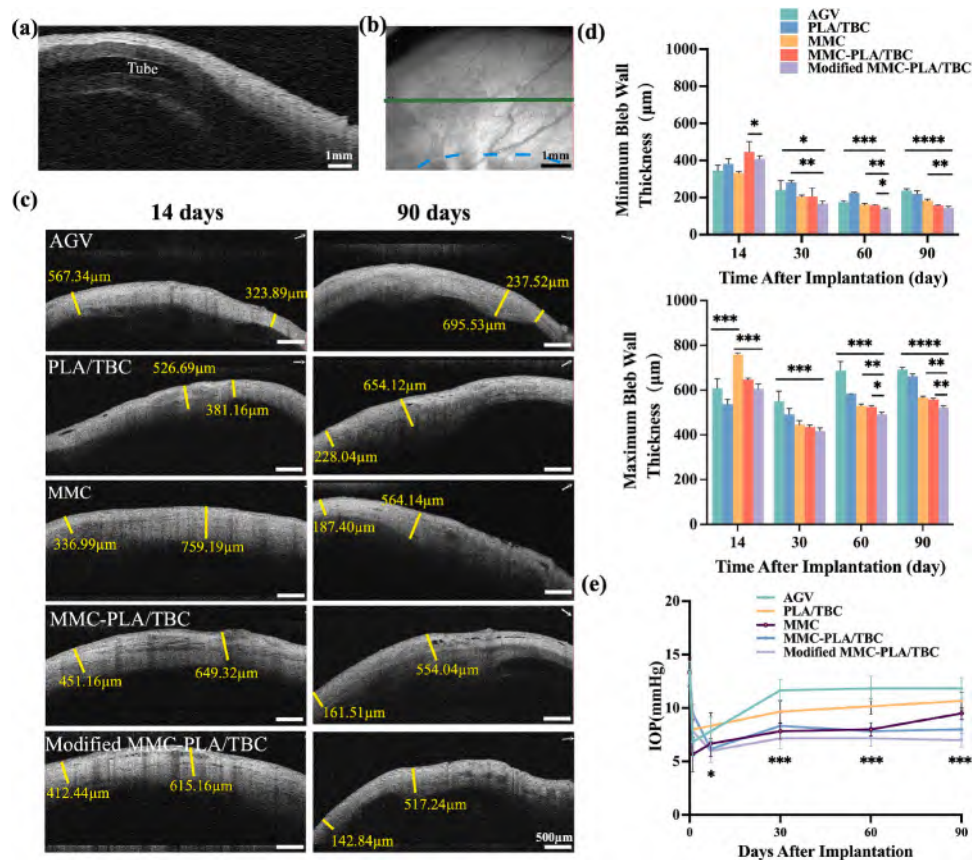 (a)
Tube
1mm
(b)
1mm
(c)
14 days
90 days
AGV
567.34μm
323.89μm
237.52μm
695.53μm
PLA/TBC
526.69μm
381.16μm
654.12μm
228.04μm
MMC
336.99μm
759.19μm
564.14μm
187.40μm
MMC-PLA/TBC
451.16μm
649.32μm
554.04μm
161.51μm
Modified MMC-PLA/TBC
412.44μm
615.16μm
517.24μm
142.84μm
500μm
(d)
AGV
PLA/TBC
MMC
MMC-PLA/TBC
Modified MMC-PLA/TBC
Minimum Bleb Wall
Thickness (μm)
1000
800
600
400
200
0
*
*
**
***
**
*
****
**
14 30 60 90
Time After Implantation (day)
Maximum Bleb Wall
Thickness (μm)
1000
800
600
400
200
0
***
***
***
***
**
*
****
**
**
14 30 60 90
Time After Implantation (day)
(e)
AGV
PLA/TBC
MMC
MMC-PLA/TBC
Modified MMC-PLA/TBC
IOP(mmHg)
20
15
10
5
0
*
***
***
***
0 30 60 90
Days After Implantation